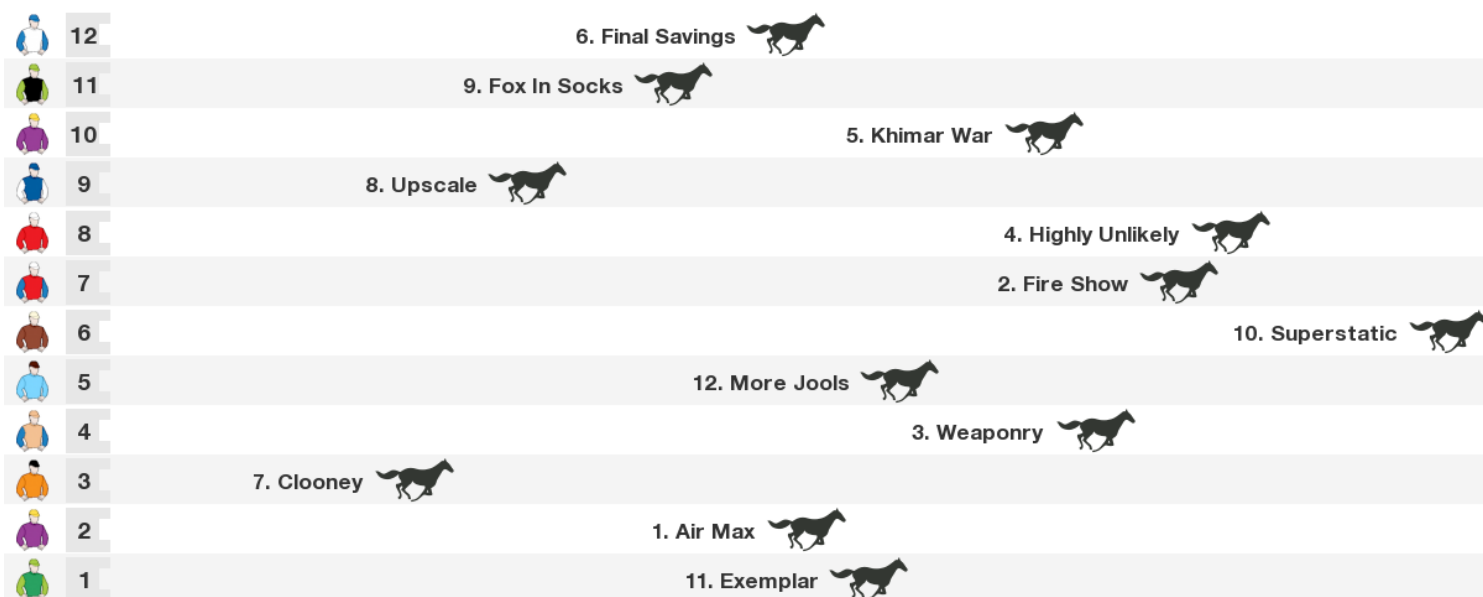 12 6. Final Savings
11 9. Fox In Socks
10 5. Khimar War
9 8. Upscale
8 4. Highly Unlikely
7 2. Fire Show
6 10. Superstatic
5 12. More Jools
4 3. Weaponry
3 7. Clooney
2 1. Air Max
1 11. Exemplar